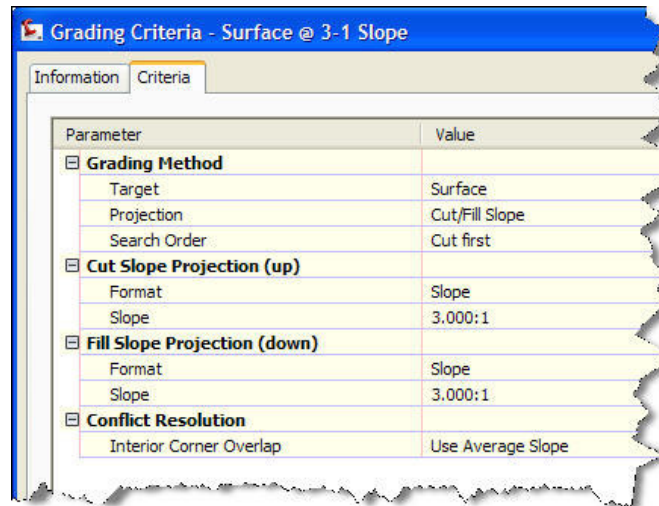 Grading Criteria - Surface @ 3-1 Slope
Information Criteria
Parameter Value
Grading Method
Target Surface
Projection Cut/Fill Slope
Search Order Cut first
Cut Slope Projection (up)
Format Slope
Slope 3.000:1
Fill Slope Projection (down)
Format Slope
Slope 3.000:1
Conflict Resolution
Interior Corner Overlap Use Average Slope